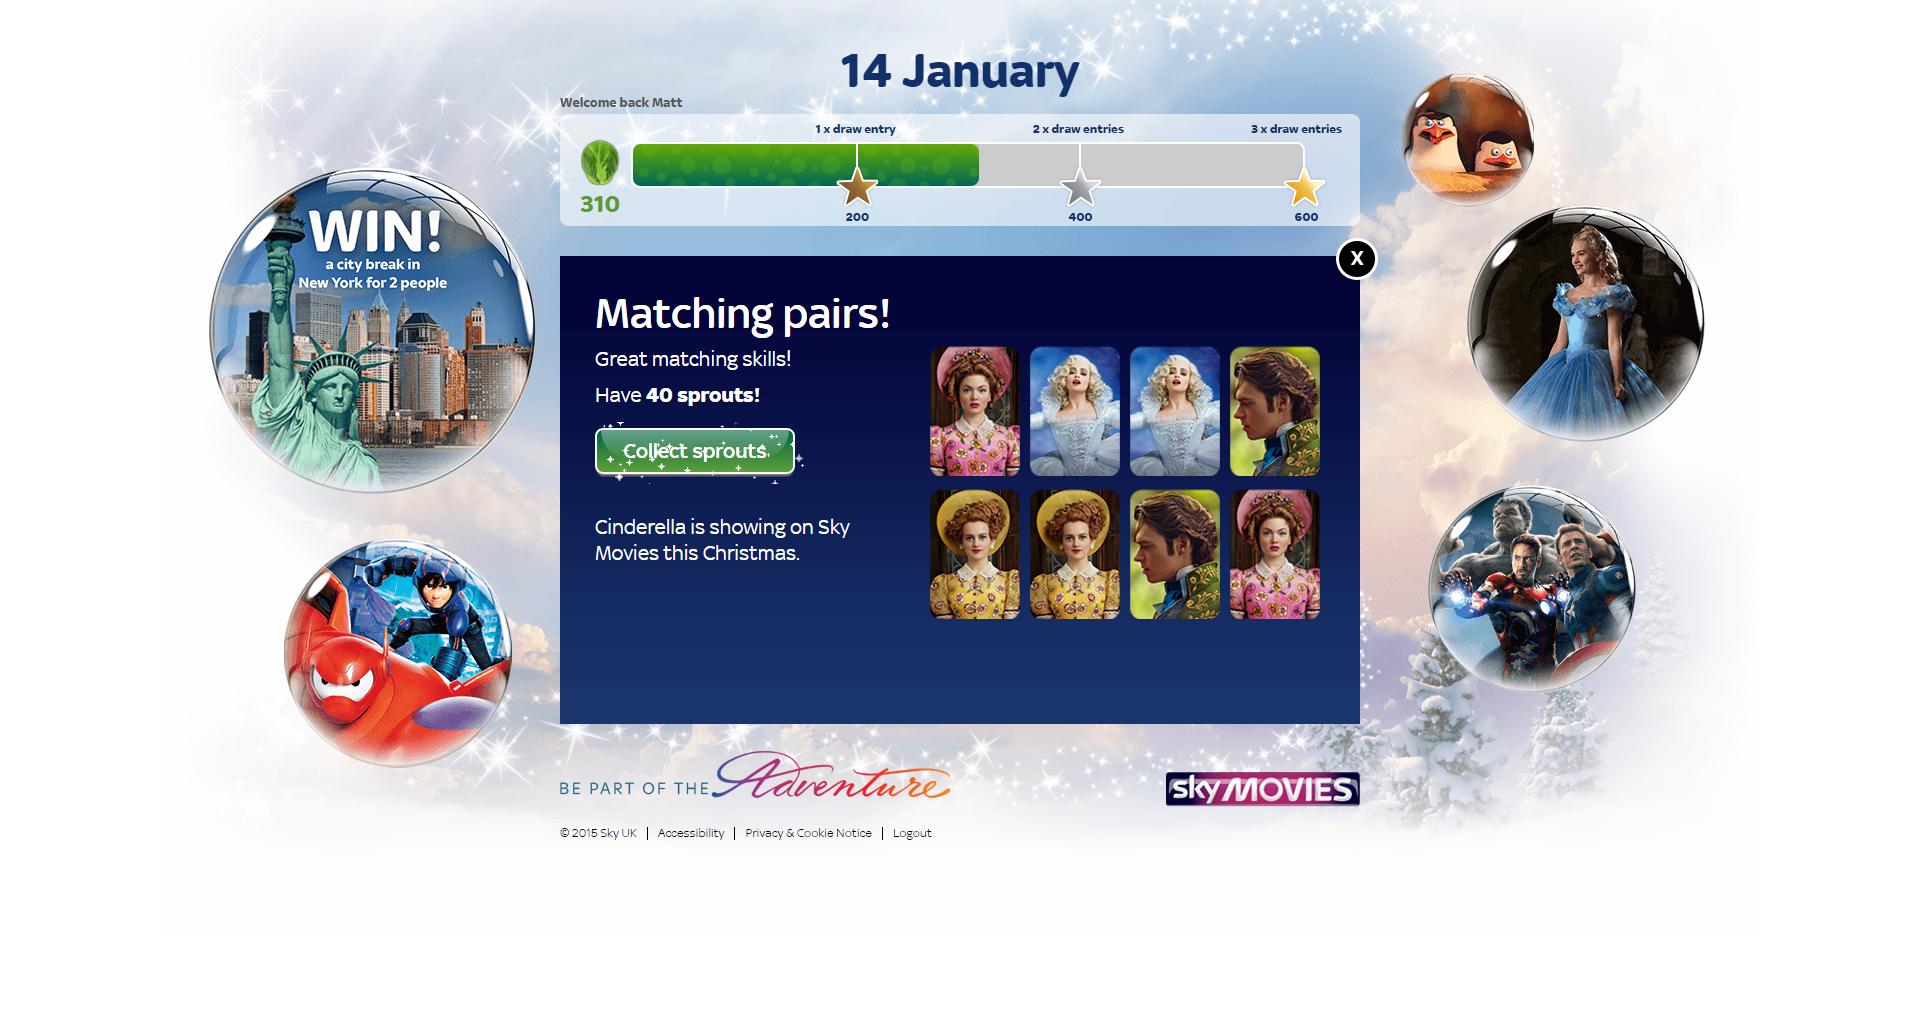 14 January
Welcome back Matt
1 x draw entry
2 x draw entries
3 x draw entries
310
200
400
600
WIN!
a city break in
New York for 2 people
X
Matching pairs!
Great matching skills!
Have 40 sprouts!
Collect sprouts
Cinderella is showing on Sky
Movies this Christmas.
BE PART OF THE Adventure
sky MOVIES
© 2015 Sky UK | Accessibility | Privacy & Cookie Notice | Logout